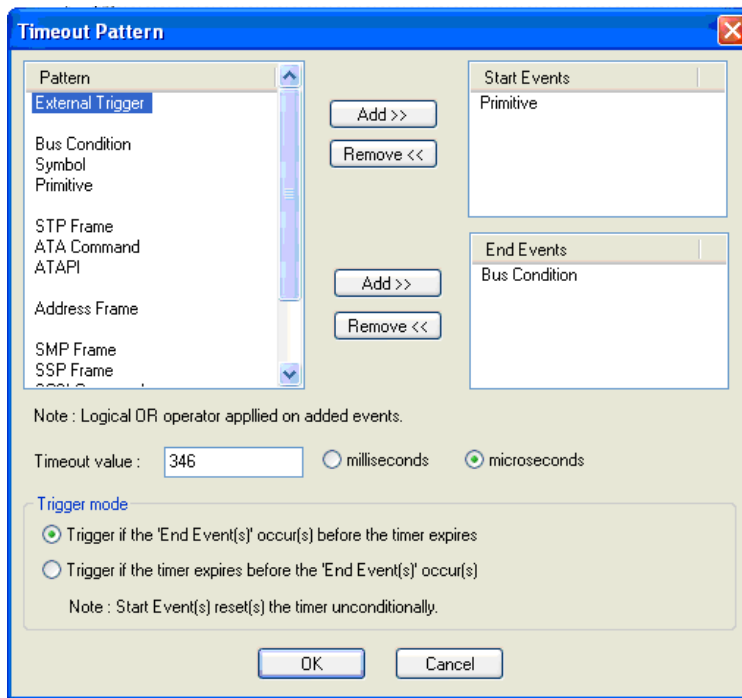 Timeout Pattern
Pattern
External Trigger
Bus Condition
Symbol
Primitive
STP Frame
ATA Command
ATAPI
Address Frame
SMP Frame
SSP Frame
Add >>
Remove <<
Start Events
Primitive
Add >>
Remove <<
End Events
Bus Condition
Note : Logical OR operator appllied on added events.
Timeout value : 346 milliseconds microseconds
Trigger mode
Trigger if the 'End Event(s)' occur(s) before the timer expires
Trigger if the timer expires before the 'End Event(s)' occur(s)
Note : Start Event(s) reset(s) the timer unconditionally.
OK Cancel